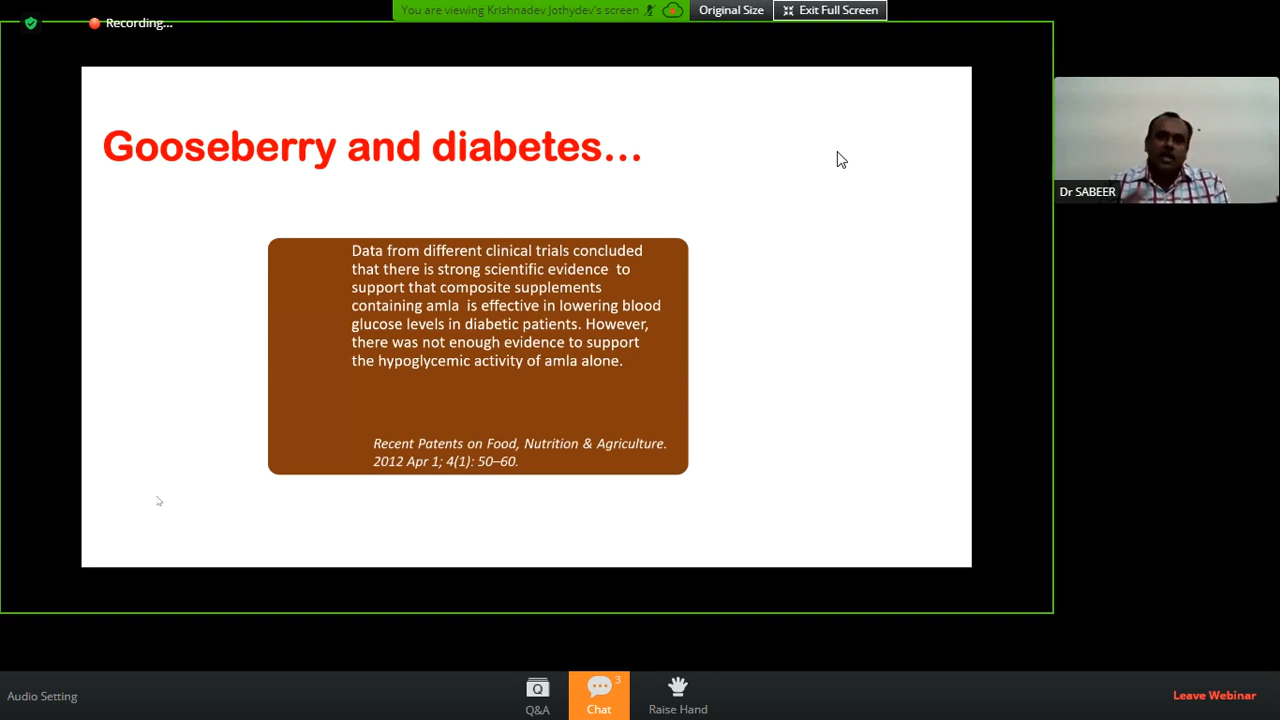 You are viewing Krishnadev Jothydev's screen
Original Size
Exit Full Screen
Recording...
Gooseberry and diabetes...
Data from different clinical trials concluded
that there is strong scientific evidence to
support that composite supplements
containing amla is effective in lowering blood
glucose levels in diabetic patients. However,
there was not enough evidence to support
the hypoglycemic activity of amla alone.
Recent Patents on Food, Nutrition & Agriculture.
2012 Apr 1; 4(1): 50–60.
Dr SABEER
Audio Setting
Q
Q&A
3
Chat
Raise Hand
Leave Webinar